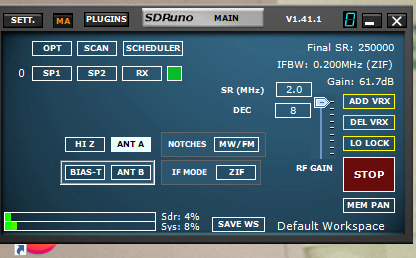 SETT. MA PLUGINS SDRuno MAIN V1.41.1 0
OPT SCAN SCHEDULER Final SR: 250000
IFBW: 0.200MHz (ZIF)
0 SP1 SP2 RX Gain: 61.7dB
SR (MHz) 2.0
ADD VRX
DEC 8
DEL VRX
HI Z ANT A NOTCHES MW/FM LO LOCK
BIAS-T ANT B IF MODE ZIF RF GAIN STOP
MEM PAN
Sdr: 4%
Sys: 8% SAVE WS Default Workspace